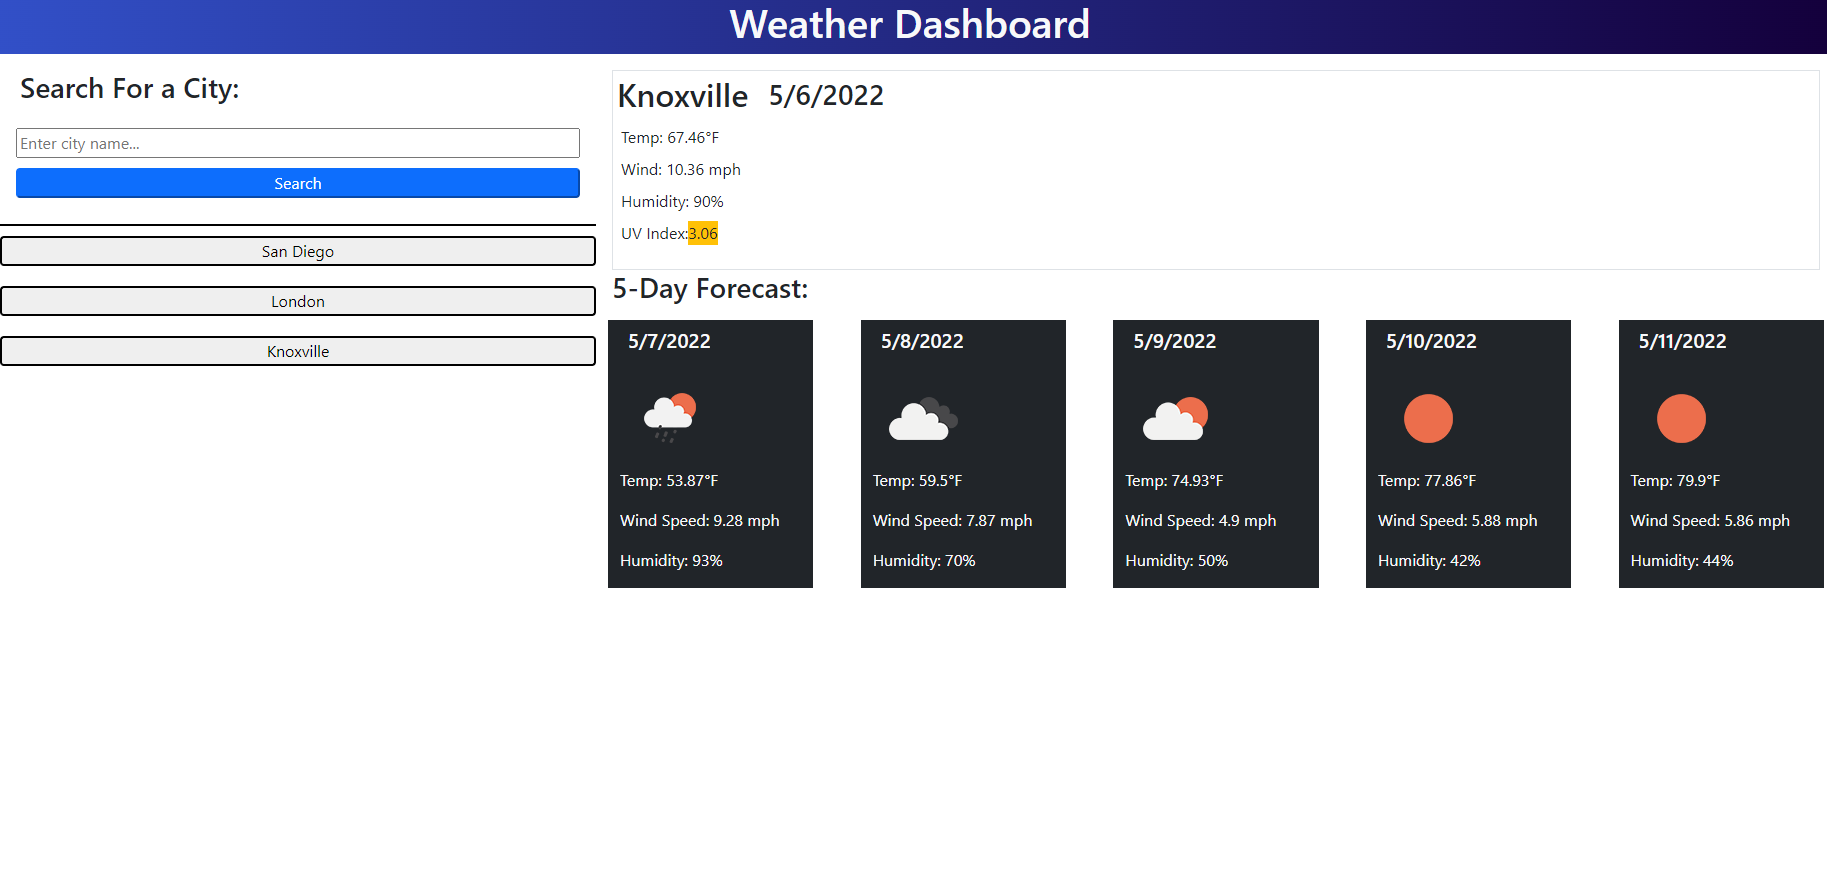 Weather Dashboard
Search For a City:
Enter city name...
Search
San Diego
London
Knoxville
Knoxville 5/6/2022
Temp: 67.46°F
Wind: 10.36 mph
Humidity: 90%
UV Index:3.06
5-Day Forecast:
5/7/2022
Temp: 53.87°F
Wind Speed: 9.28 mph
Humidity: 93%
5/8/2022
Temp: 59.5°F
Wind Speed: 7.87 mph
Humidity: 70%
5/9/2022
Temp: 74.93°F
Wind Speed: 4.9 mph
Humidity: 50%
5/10/2022
Temp: 77.86°F
Wind Speed: 5.88 mph
Humidity: 42%
5/11/2022
Temp: 79.9°F
Wind Speed: 5.86 mph
Humidity: 44%